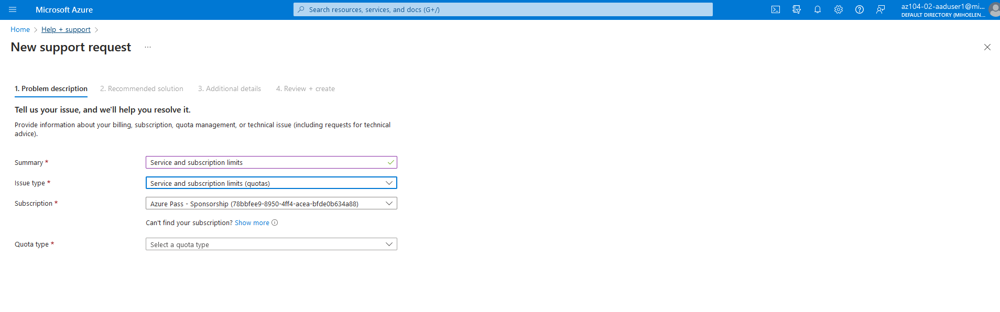 Microsoft Azure
Search resources, services, and docs (G+/)
az104-02-aaduser1@mi...
DEFAULT DIRECTORY (MIHOELEN...
Home > Help + support >
New support request ...
1. Problem description 2. Recommended solution 3. Additional details 4. Review + create
Tell us your issue, and we'll help you resolve it.
Provide information about your billing, subscription, quota management, or technical issue (including requests for technical
advice).
Summary * Service and subscription limits
Issue type * Service and subscription limits (quotas)
Subscription * Azure Pass - Sponsorship (78bbfee9-8950-4ff4-acea-bfde0b634a88)
Can't find your subscription? Show more
Quota type * Select a quota type